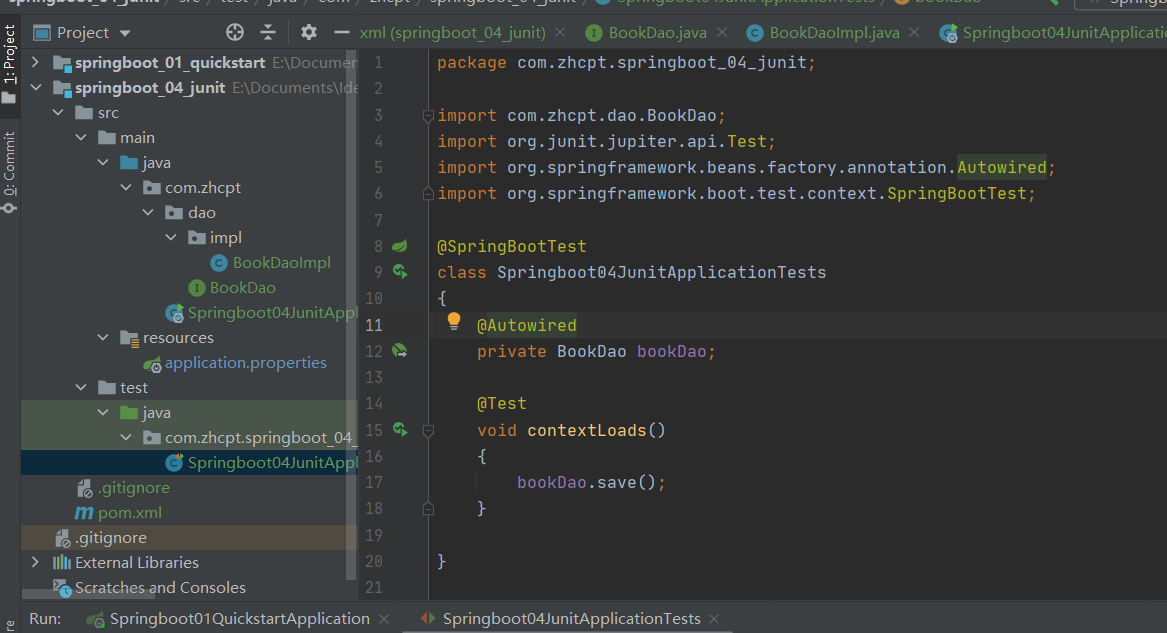 Project
xml (springboot_04_junit)
BookDao.java
BookDaoImpl.java
Springboot04JunitApplicatio
1: Project
0: Commit
springboot_01_quickstart E:\Documen
springboot_04_junit E:\Documents\Ide
src
main
java
com.zhcpt
dao
impl
BookDaoImpl
BookDao
Springboot04JunitAppl
resources
application.properties
test
java
com.zhcpt.springboot_04_
Springboot04JunitAppl
.gitignore
pom.xml
.gitignore
External Libraries
Scratches and Consoles
1 package com.zhcpt.springboot_04_junit;
2
3 import com.zhcpt.dao.BookDao;
4 import org.junit.jupiter.api.Test;
5 import org.springframework.beans.factory.annotation.Autowired;
6 import org.springframework.boot.test.context.SpringBootTest;
7
8 @SpringBootTest
9 class Springboot04JunitApplicationTests
10 {
11 @Autowired
12 private BookDao bookDao;
13
14 @Test
15 void contextLoads()
16 {
17 bookDao.save();
18 }
19
20 }
21
Run: Springboot01QuickstartApplication Springboot04JunitApplicationTests